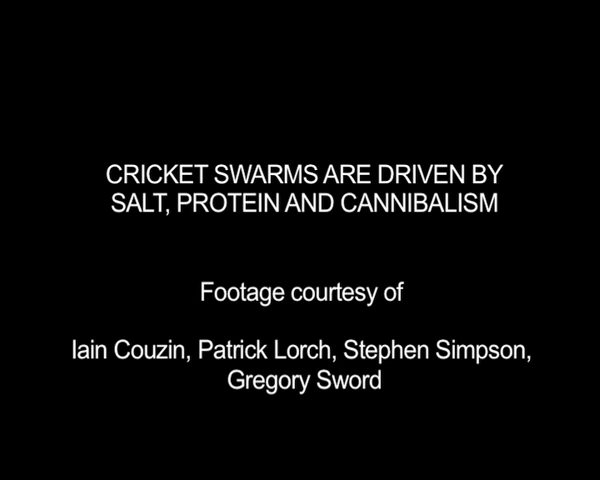 CRICKET SWARMS ARE DRIVEN BY
SALT, PROTEIN AND CANNIBALISM
Footage courtesy of
Iain Couzin, Patrick Lorch, Stephen Simpson,
Gregory Sword